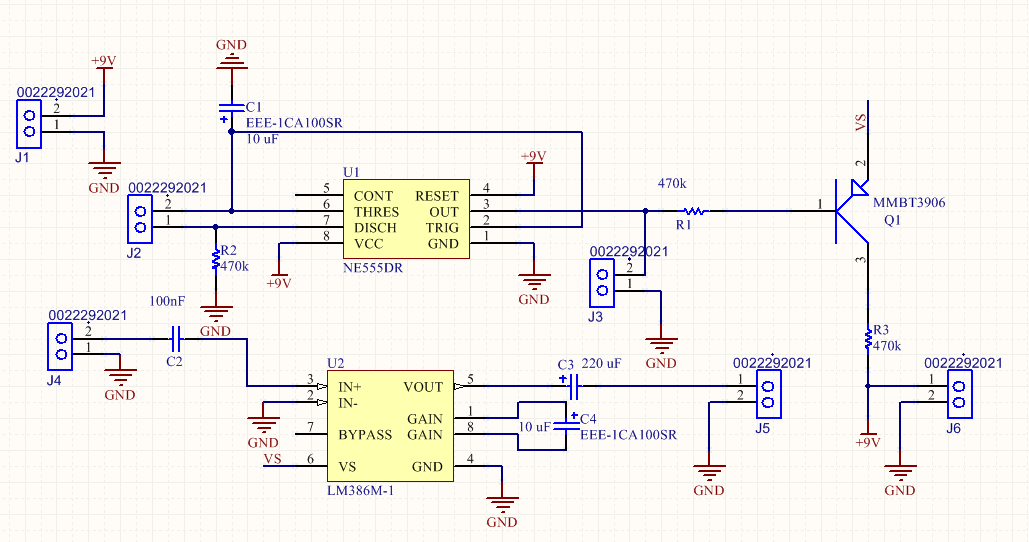 GND
+9V
0022292021
2
1
J1
GND
C1
EEE-1CA100SR
10 uF
VS
2
1
MMBT3906
Q1
3
+9V
470k
R1
U1
5 CONT RESET 4
6 THRES OUT 3
7 DISCH TRIG 2
8 VCC GND 1
NE555DR
0022292021
2
1
J2
R2
470k
+9V
GND
GND
0022292021
2
1
J3
GND
100nF
0022292021
2
1
J4
C2
GND
R3
470k
U2
3 IN+ VOUT 5
2 IN-
GAIN 1
7 BYPASS GAIN 8
6 VS GND 4
LM386M-1
GND
VS
C3 220 uF
10 uF C4
EEE-1CA100SR
GND
0022292021
1
2
J5
GND
0022292021
1
2
J6
+9V
GND